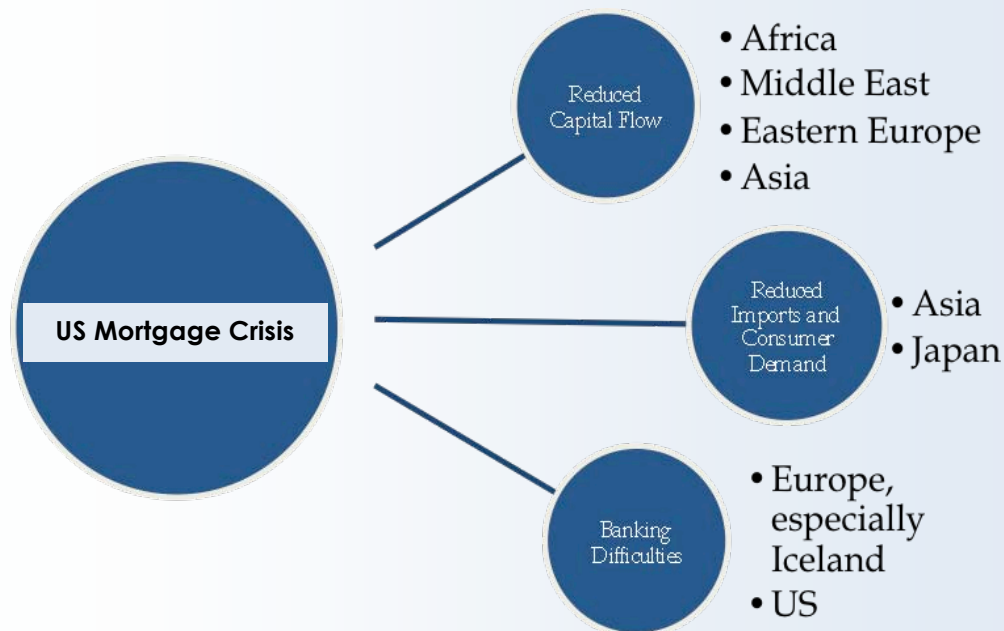 US Mortgage Crisis
Reduced
Capital Flow
• Africa
• Middle East
• Eastern Europe
• Asia
Reduced
Imports and
Consumer
Demand
• Asia
• Japan
Banking
Difficulties
• Europe,
especially
Iceland
• US